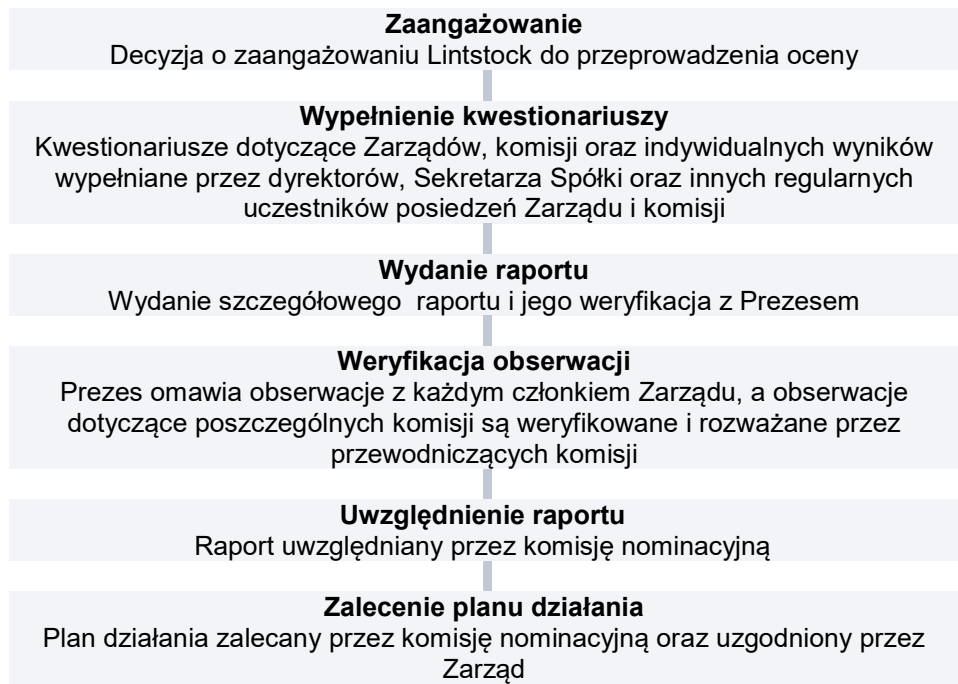 Zaangażowanie
Decyzja o zaangażowaniu Lintstock do przeprowadzenia oceny
Wypełnienie kwestionariuszy
Kwestionariusze dotyczące Zarządów, komisji oraz indywidualnych wyników
wypełniane przez dyrektorów, Sekretarza Spółki oraz innych regularnych
uczestników posiedzeń Zarządu i komisji
Wydanie raportu
Wydanie szczegółowego  raportu i jego weryfikacja z Prezesem
Weryfikacja obserwacji
Prezes omawia obserwacje z każdym członkiem Zarządu, a obserwacje
dotyczące poszczególnych komisji są weryfikowane i rozważane przez
przewodniczących komisji
Uwzględnienie raportu
Raport uwzględniany przez komisję nominacyjną
Zalecenie planu działania
Plan działania zalecany przez komisję nominacyjną oraz uzgodniony przez
Zarząd